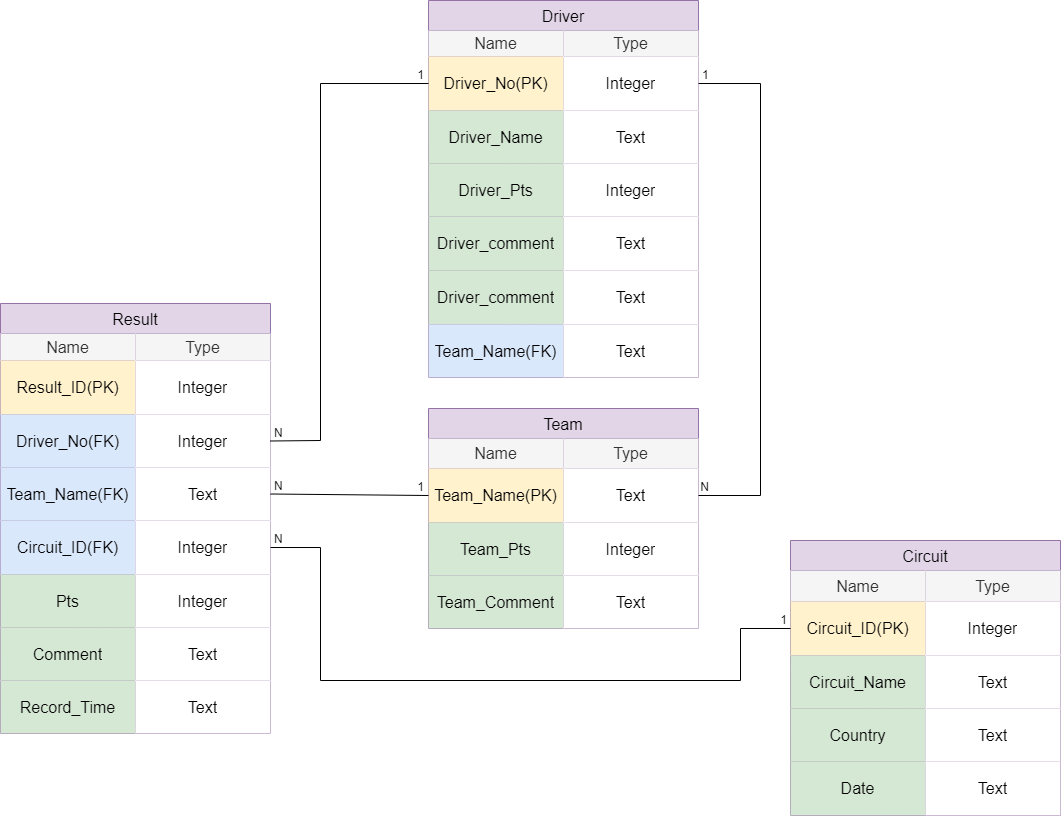 Driver
Name Type
1 Driver_No(PK) Integer 1
Driver_Name Text
Driver_Pts Integer
Driver_comment Text
Driver_comment Text
Team_Name(FK) Text
Result
Name Type
Result_ID(PK) Integer
Driver_No(FK) Integer N
Team_Name(FK) Text N
Circuit_ID(FK) Integer N
Pts Integer
Comment Text
Record_Time Text
Team
Name Type
1 Team_Name(PK) Text N
Team_Pts Integer
Team_Comment Text
Circuit
Name Type
1 Circuit_ID(PK) Integer
Circuit_Name Text
Country Text
Date Text